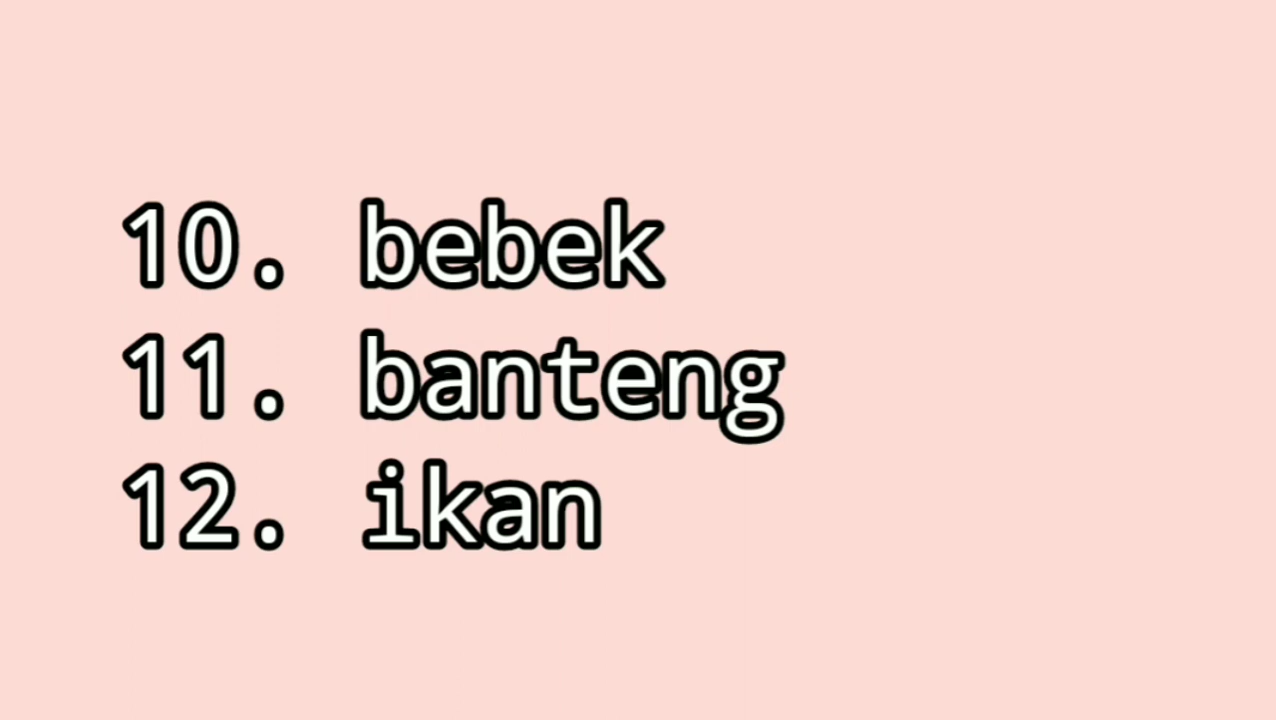 10. bebek
11. banteng
12. ikan